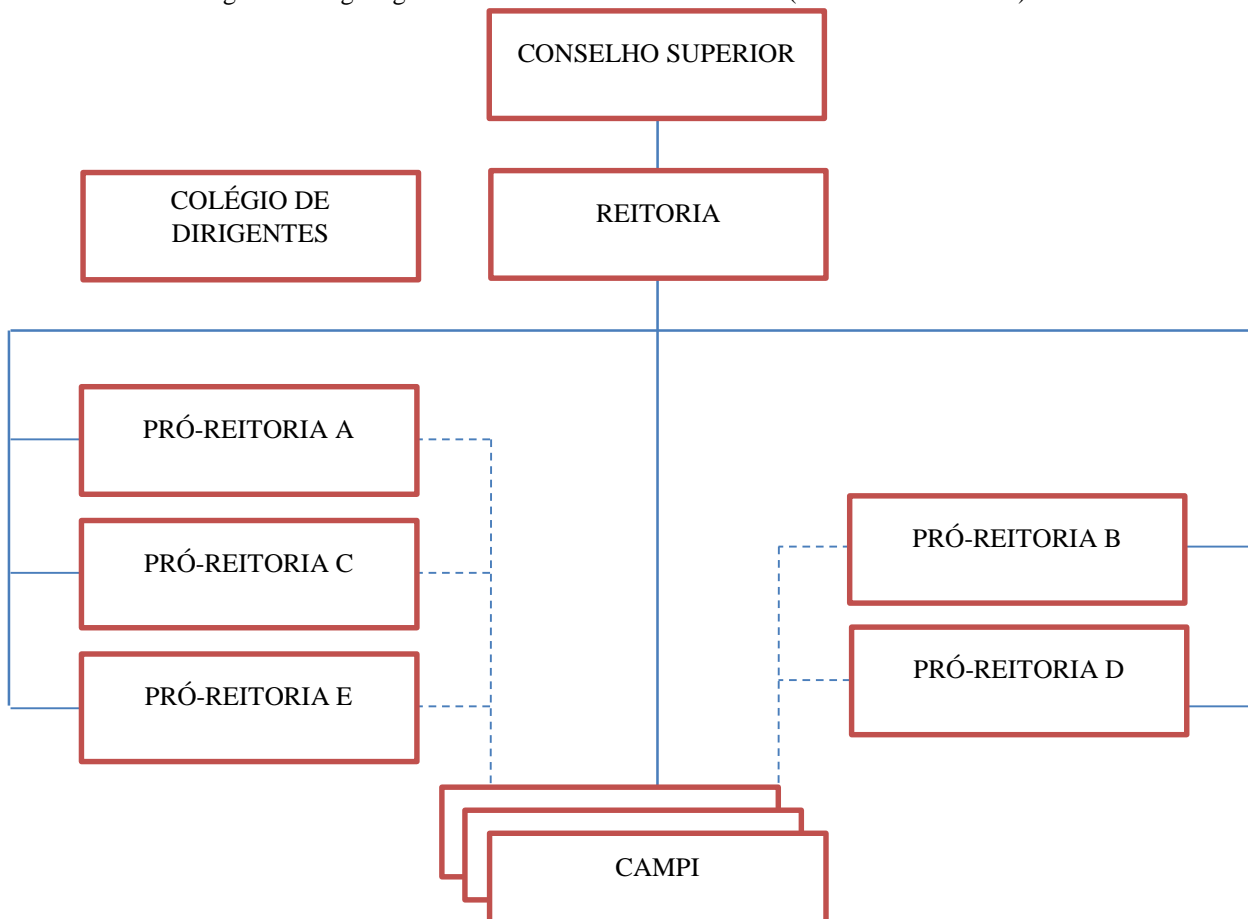 CONSELHO SUPERIOR
COLÉGIO DE
DIRIGENTES
REITORIA
PRÓ-REITORIA A
PRÓ-REITORIA B
PRÓ-REITORIA C
PRÓ-REITORIA D
PRÓ-REITORIA E
CAMPI